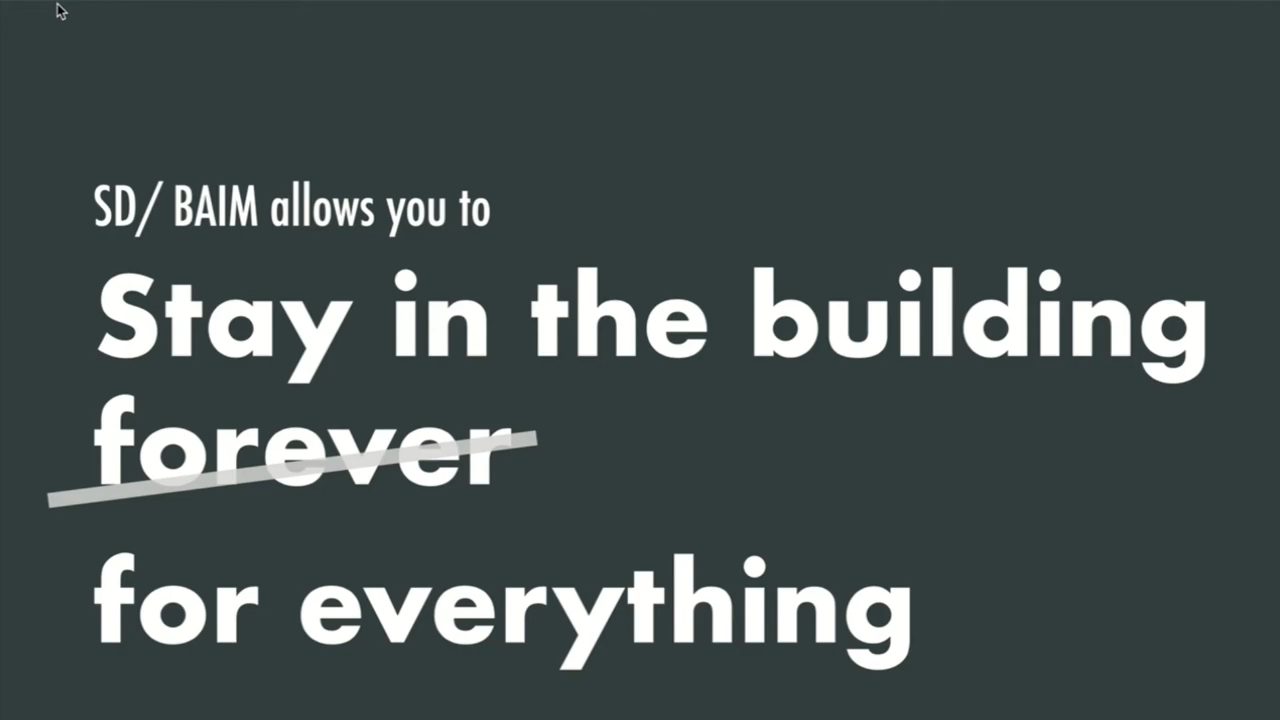 SD/ BAIM allows you to
Stay in the building
forever
for everything